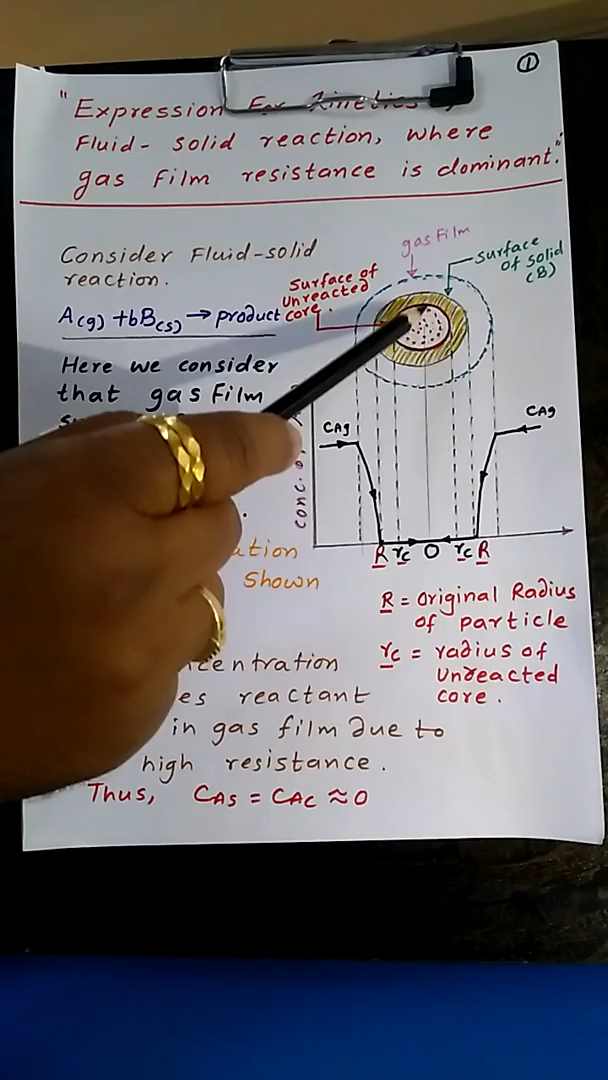 ①
"Expression For Kinetics
Fluid-solid reaction, where
gas film resistance is dominant."
Consider Fluid-solid
reaction.
A(g) + bB(s) → product
Here we consider
that gas film
gas film
surface of solid (B)
Surface of
Unreacted
core.
conc. of
CAg
CAg
R rc O rc R
R = Original Radius
of particle
rc = radius of
Unreacted
core.
Shown
es reactant
in gas film due to
high resistance.
Thus, CAS = CAC ≈ 0